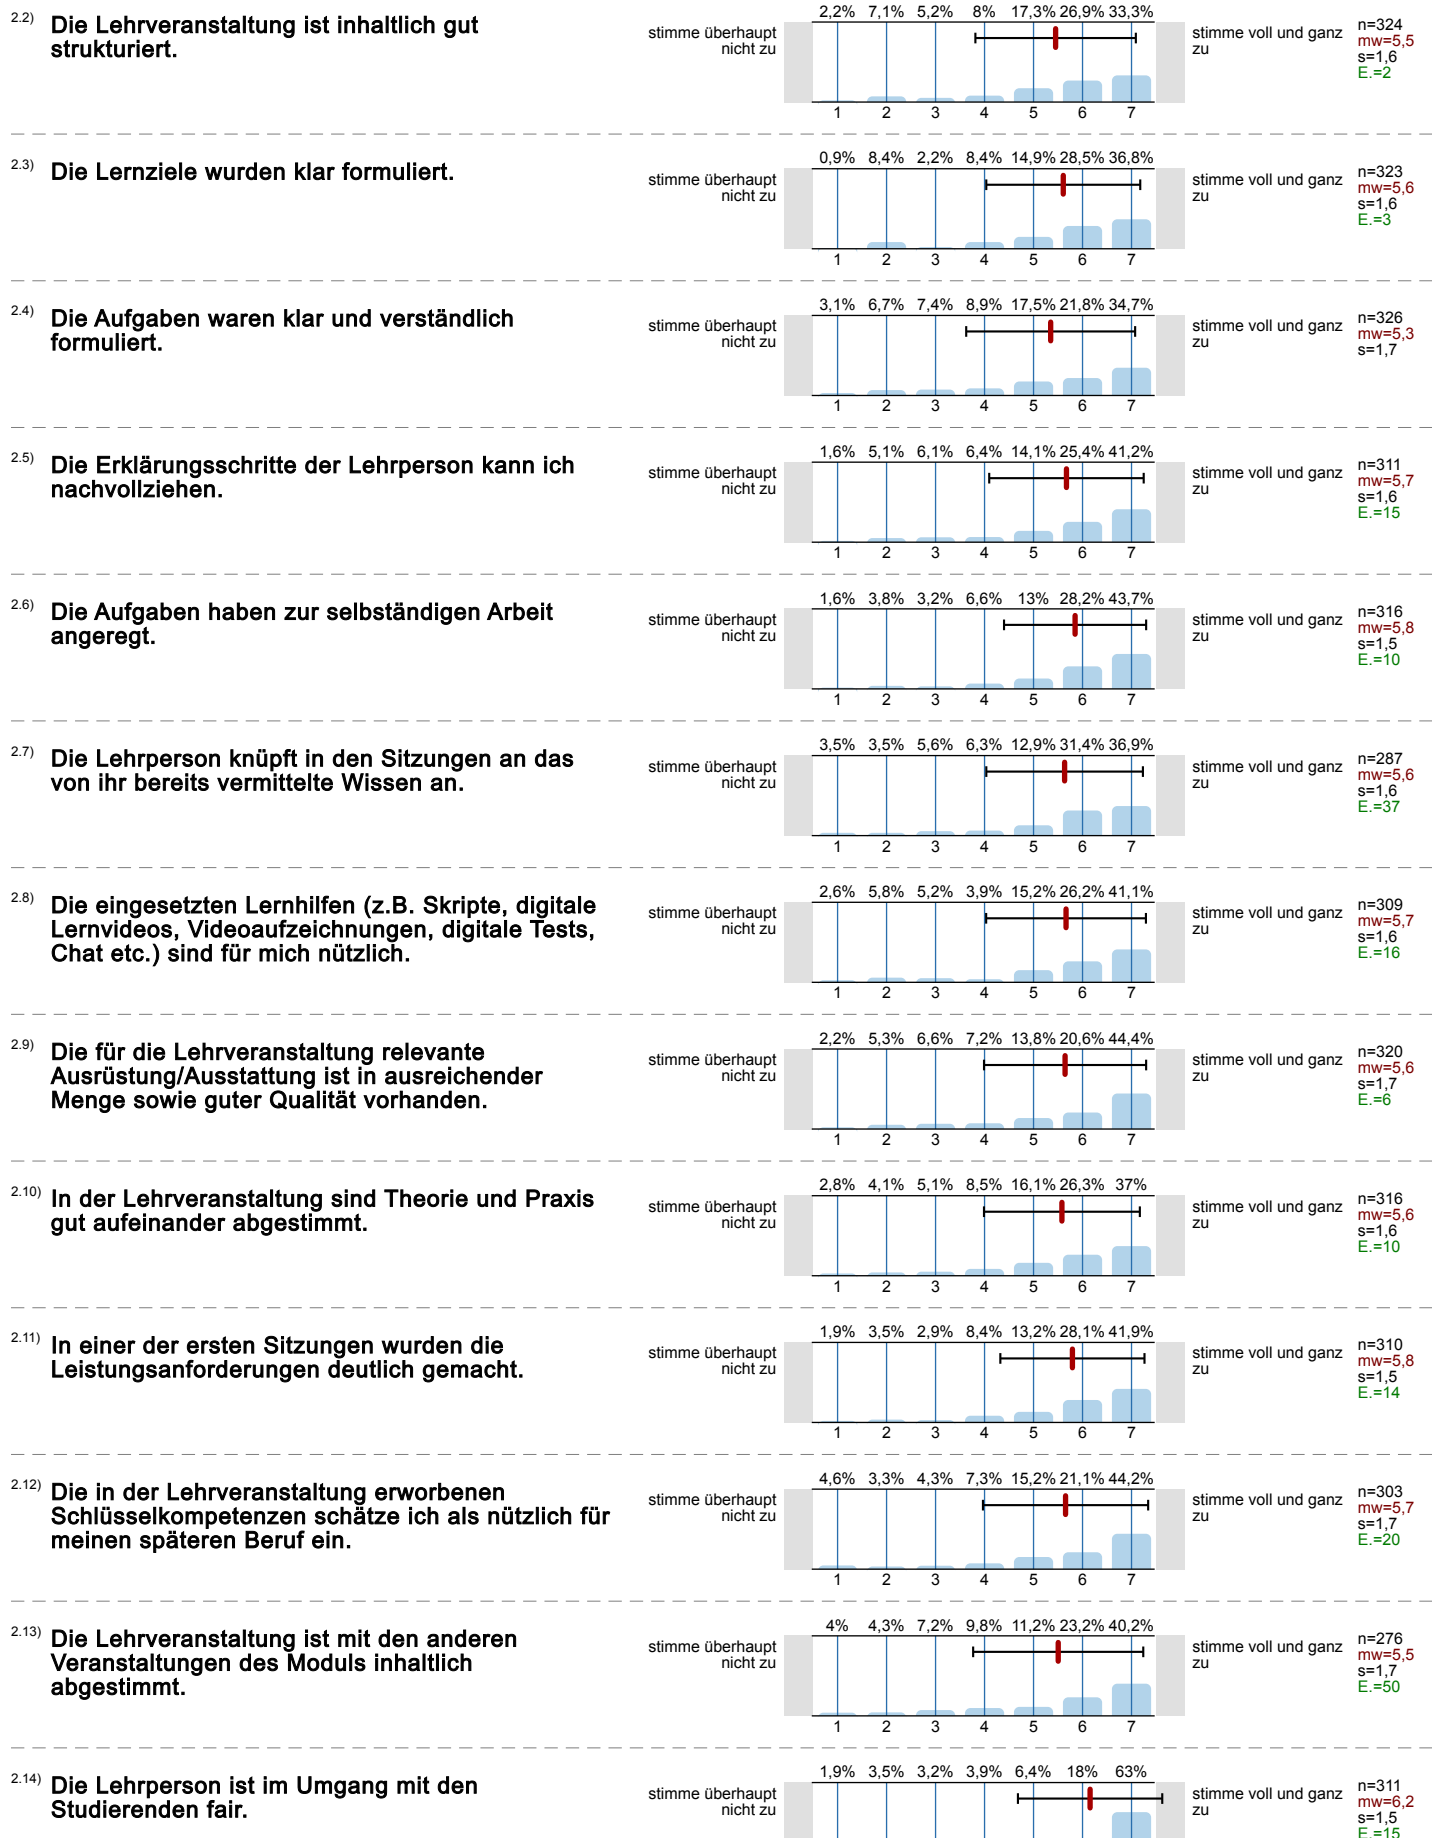 2.2) Die Lehrveranstaltung ist inhaltlich gut
strukturiert.
stimme überhaupt
nicht zu
2,2% 7,1% 5,2% 8% 17,3% 26,9% 33,3%
1 2 3 4 5 6 7
stimme voll und ganz
zu
n=324
mw=5,5
s=1,6
E.=2
2.3) Die Lernziele wurden klar formuliert.
stimme überhaupt
nicht zu
0,9% 8,4% 2,2% 8,4% 14,9% 28,5% 36,8%
1 2 3 4 5 6 7
stimme voll und ganz
zu
n=323
mw=5,6
s=1,6
E.=3
2.4) Die Aufgaben waren klar und verständlich
formuliert.
stimme überhaupt
nicht zu
3,1% 6,7% 7,4% 8,9% 17,5% 21,8% 34,7%
1 2 3 4 5 6 7
stimme voll und ganz
zu
n=326
mw=5,3
s=1,7
2.5) Die Erklärungsschritte der Lehrperson kann ich
nachvollziehen.
stimme überhaupt
nicht zu
1,6% 5,1% 6,1% 6,4% 14,1% 25,4% 41,2%
1 2 3 4 5 6 7
stimme voll und ganz
zu
n=311
mw=5,7
s=1,6
E.=15
2.6) Die Aufgaben haben zur selbständigen Arbeit
angeregt.
stimme überhaupt
nicht zu
1,6% 3,8% 3,2% 6,6% 13% 28,2% 43,7%
1 2 3 4 5 6 7
stimme voll und ganz
zu
n=316
mw=5,8
s=1,5
E.=10
2.7) Die Lehrperson knüpft in den Sitzungen an das
von ihr bereits vermittelte Wissen an.
stimme überhaupt
nicht zu
3,5% 3,5% 5,6% 6,3% 12,9% 31,4% 36,9%
1 2 3 4 5 6 7
stimme voll und ganz
zu
n=287
mw=5,6
s=1,6
E.=37
2.8) Die eingesetzten Lernhilfen (z.B. Skripte, digitale
Lernvideos, Videoaufzeichnungen, digitale Tests,
Chat etc.) sind für mich nützlich.
stimme überhaupt
nicht zu
2,6% 5,8% 5,2% 3,9% 15,2% 26,2% 41,1%
1 2 3 4 5 6 7
stimme voll und ganz
zu
n=309
mw=5,7
s=1,6
E.=16
2.9) Die für die Lehrveranstaltung relevante
Ausrüstung/Ausstattung ist in ausreichender
Menge sowie guter Qualität vorhanden.
stimme überhaupt
nicht zu
2,2% 5,3% 6,6% 7,2% 13,8% 20,6% 44,4%
1 2 3 4 5 6 7
stimme voll und ganz
zu
n=320
mw=5,6
s=1,7
E.=6
2.10) In der Lehrveranstaltung sind Theorie und Praxis
gut aufeinander abgestimmt.
stimme überhaupt
nicht zu
2,8% 4,1% 5,1% 8,5% 16,1% 26,3% 37%
1 2 3 4 5 6 7
stimme voll und ganz
zu
n=316
mw=5,6
s=1,6
E.=10
2.11) In einer der ersten Sitzungen wurden die
Leistungsanforderungen deutlich gemacht.
stimme überhaupt
nicht zu
1,9% 3,5% 2,9% 8,4% 13,2% 28,1% 41,9%
1 2 3 4 5 6 7
stimme voll und ganz
zu
n=310
mw=5,8
s=1,5
E.=14
2.12) Die in der Lehrveranstaltung erworbenen
Schlüsselkompetenzen schätze ich als nützlich für
meinen späteren Beruf ein.
stimme überhaupt
nicht zu
4,6% 3,3% 4,3% 7,3% 15,2% 21,1% 44,2%
1 2 3 4 5 6 7
stimme voll und ganz
zu
n=303
mw=5,7
s=1,7
E.=20
2.13) Die Lehrveranstaltung ist mit den anderen
Veranstaltungen des Moduls inhaltlich
abgestimmt.
stimme überhaupt
nicht zu
4% 4,3% 7,2% 9,8% 11,2% 23,2% 40,2%
1 2 3 4 5 6 7
stimme voll und ganz
zu
n=276
mw=5,5
s=1,7
E.=50
2.14) Die Lehrperson ist im Umgang mit den
Studierenden fair.
stimme überhaupt
nicht zu
1,9% 3,5% 3,2% 3,9% 6,4% 18% 63%
stimme voll und ganz
zu
n=311
mw=6,2
s=1,5
E.=15